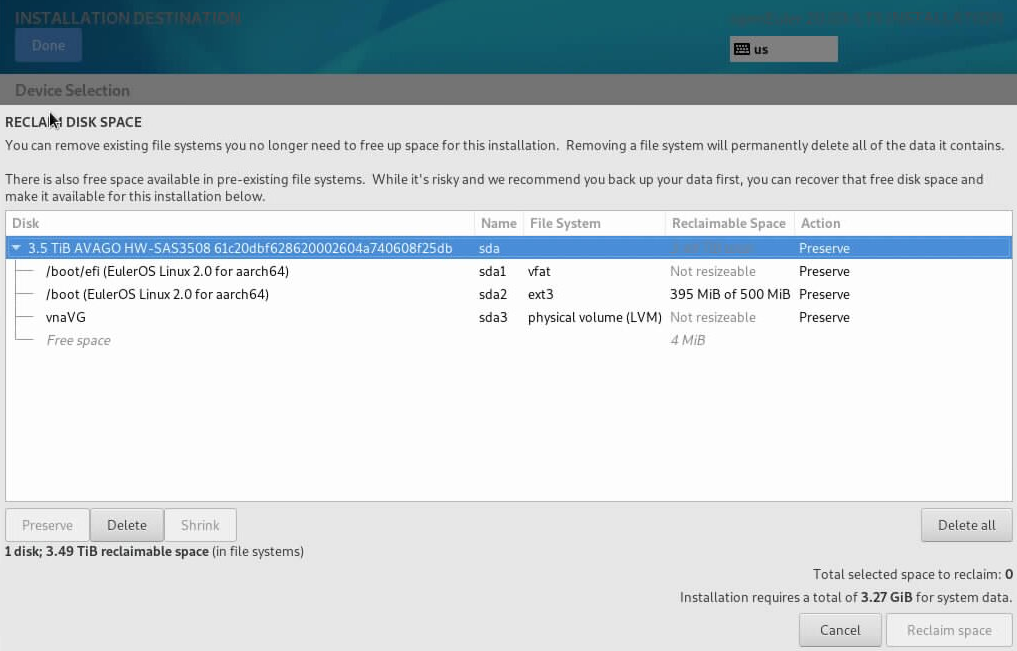 INSTALLATION DESTINATION
Done
us
Device Selection
RECLAIM DISK SPACE
You can remove existing file systems you no longer need to free up space for this installation. Removing a file system will permanently delete all of the data it contains.
There is also free space available in pre-existing file systems. While it's risky and we recommend you back up your data first, you can recover that free disk space and
make it available for this installation below.
Disk Name File System Reclaimable Space Action
3.5 TiB AVAGO HW-SAS3508 61c20dbf628620002604a740608f25db sda Preserve
/boot/efi (EulerOS Linux 2.0 for aarch64) sda1 vfat Not resizeable Preserve
/boot (EulerOS Linux 2.0 for aarch64) sda2 ext3 395 MiB of 500 MiB Preserve
vnaVG sda3 physical volume (LVM) Not resizeable Preserve
Free space 4 MiB
Preserve Delete Shrink Delete all
1 disk; 3.49 TiB reclaimable space (in file systems)
Total selected space to reclaim: 0
Installation requires a total of 3.27 GiB for system data.
Cancel Reclaim space